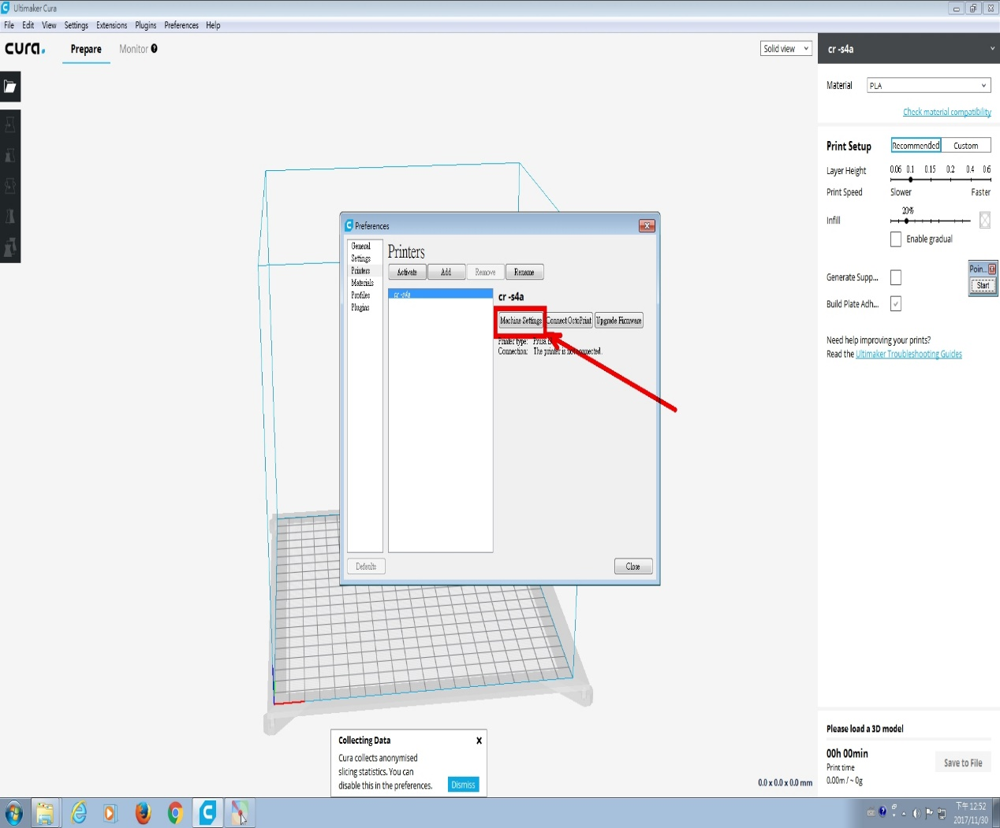 Ultimaker Cura
File Edit View Settings Extensions Plugins Preferences Help
cura.
Prepare Monitor ?
Solid view
cr -s4a
Material PLA
Check material compatibility
Print Setup Recommended Custom
Layer Height 0.06 0.1 0.15 0.2 0.4 0.6
Print Speed Slower Faster
20%
Infill
Enable gradual
Generate Supp...
Build Plate Adh...
Poin...
Start
Need help improving your prints?
Read the Ultimaker Troubleshooting Guides
Preferences
General
Settings
Printers
Materials
Profiles
Plugins
Printers
Activate Add Remove Rename
cr -s4a
cr -s4a
Machine Settings Connect OctoPrint Upgrade Firmware
Printer type: Prusa
Connection: The printer is not connected.
Defaults
Close
Collecting Data
Cura collects anonymised
slicing statistics. You can
disable this in the preferences.
Dismiss
0.0 x 0.0 x 0.0 mm
Please load a 3D model
00h 00min
Print time
0.00m / ~ 0g
Save to File
下午 12:52
2017/11/30